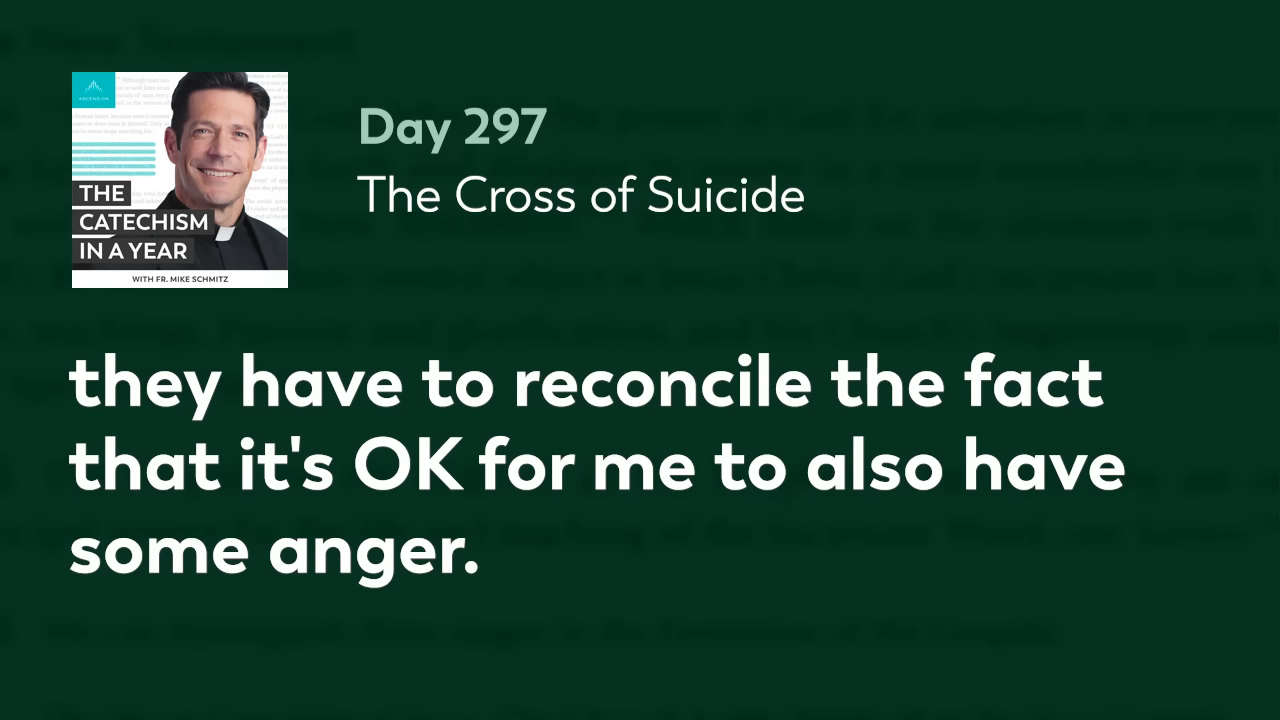 ASCENSION
THE
CATECHISM
IN A YEAR
WITH FR. MIKE SCHMITZ
Day 297
The Cross of Suicide
they have to reconcile the fact
that it's OK for me to also have
some anger.